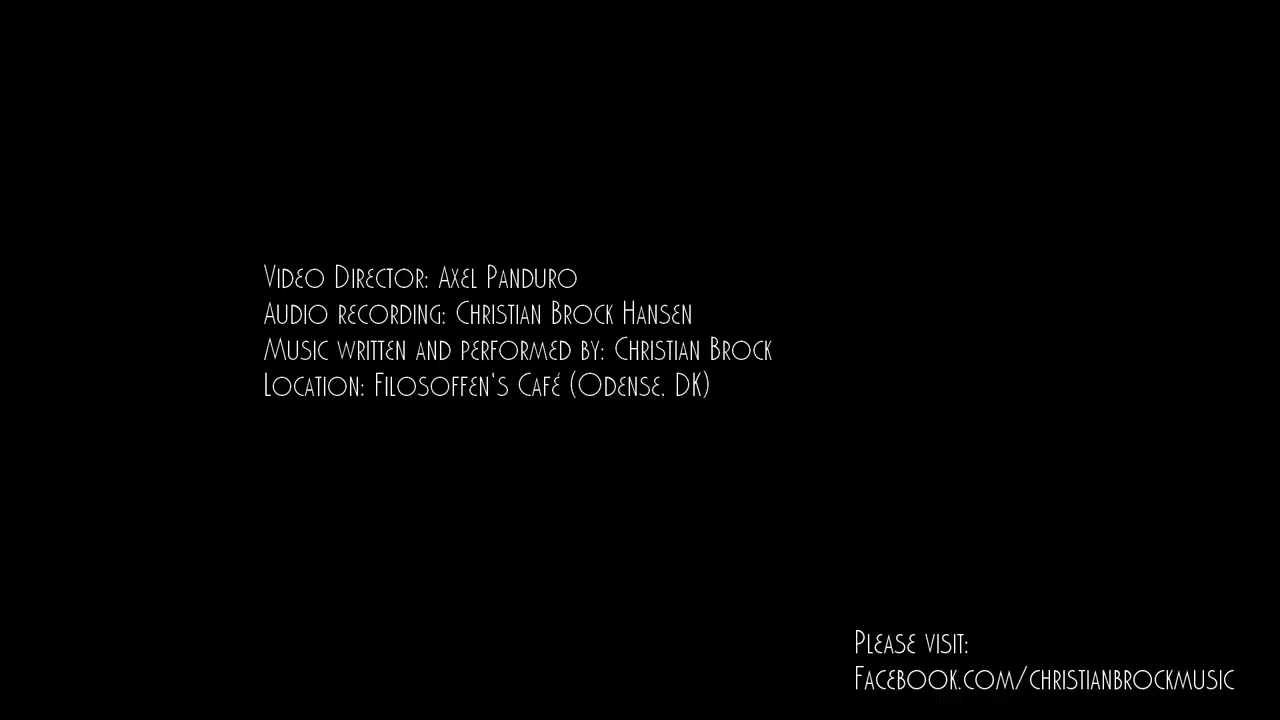 Video Director: Axel Panduro
Audio recording: Christian Brock Hansen
Music written and performed by: Christian Brock
Location: Filosoffen's Café (Odense, DK)
Please visit:
Facebook.com/christianbrockmusic